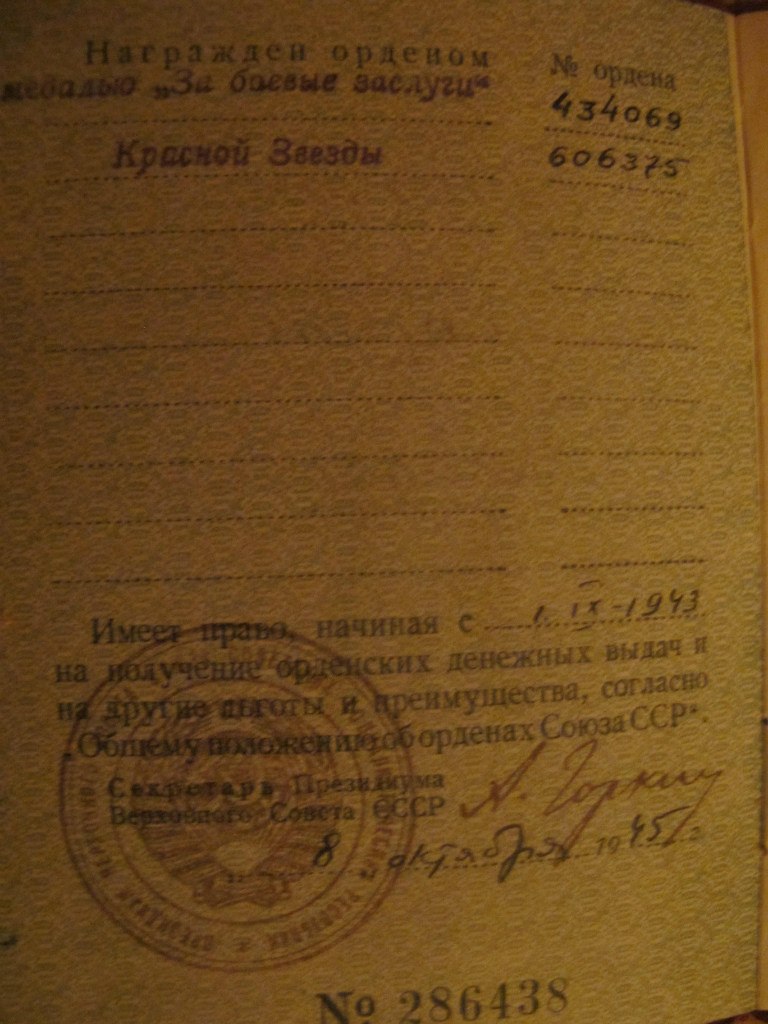 Награжден орденом
№ ордена
медалью „За боевые заслуги“
434069
Красной Звезды
606375
Имеет право, начиная с 1. IX-1943
на получение орденских денежных выдач и
на другие льготы и преимущества, согласно
„Общему положению об орденах Союза ССР“.
Секретарь Президиума
Верховного Совета СССР
А. Горкин
8 октября 1945 г.
№ 286438